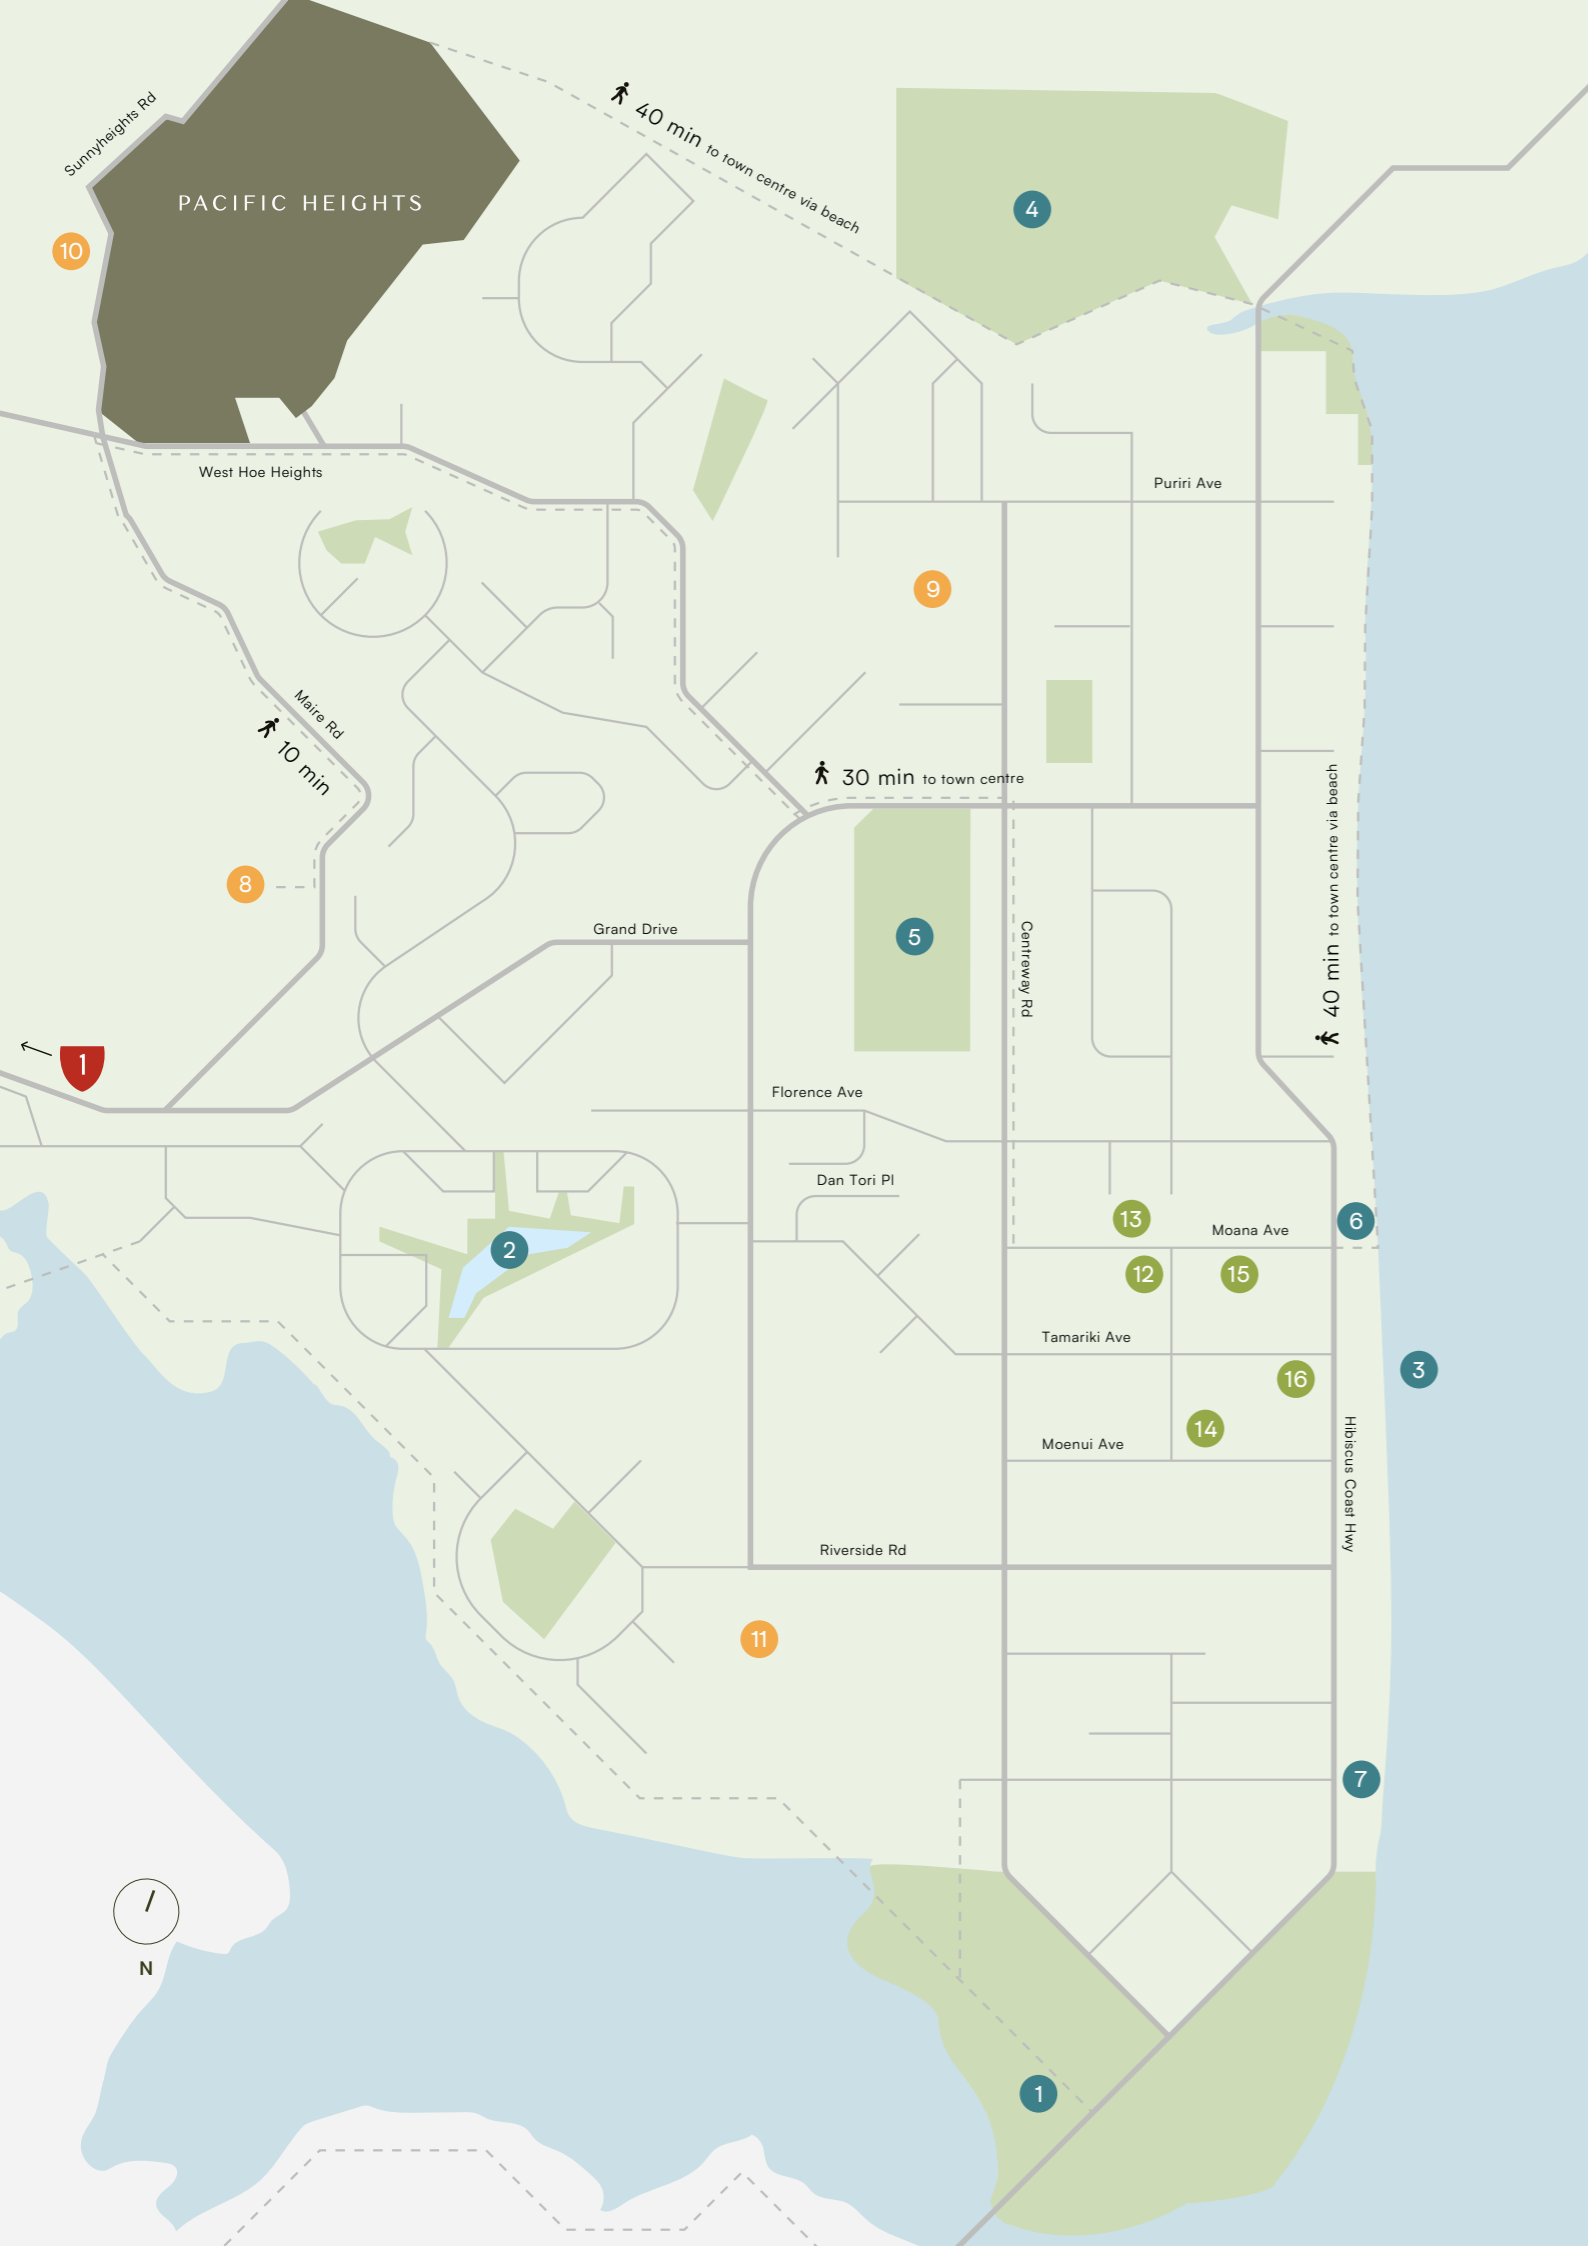 Sunnyheights Rd
40 min to town centre via beach
PACIFIC HEIGHTS
4
10
West Hoe Heights
Puriri Ave
9
Maire Rd
10 min
30 min to town centre
40 min to town centre via beach
8
Grand Drive
5
Centreway Rd
1
Florence Ave
Dan Tori Pl
13
6
Moana Ave
2
12
15
Tamariki Ave
3
16
14
Moenui Ave
Hibiscus Coast Hwy
Riverside Rd
11
7
N
1